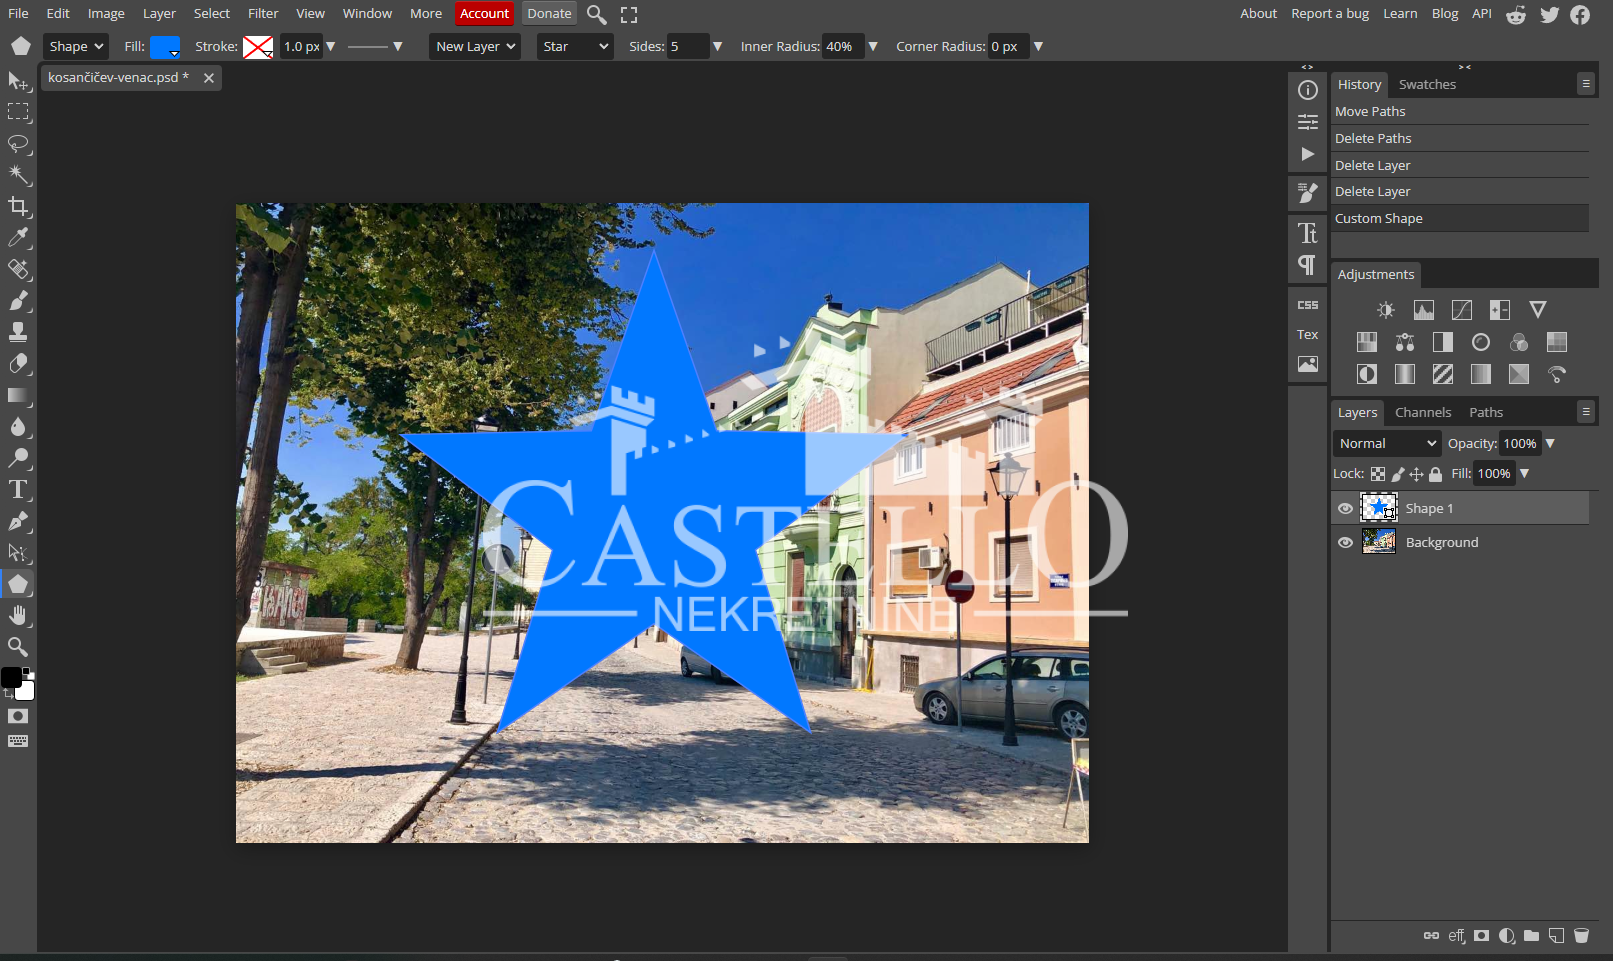 File Edit Image Layer Select Filter View Window More Account Donate About Report a bug Learn Blog API
Shape Fill: Stroke: 1.0 px New Layer Star Sides: 5 Inner Radius: 40% Corner Radius: 0 px
kosančićev-venac.psd *
History Swatches
Move Paths
Delete Paths
Delete Layer
Delete Layer
Custom Shape
Adjustments
CSS
Tex
Layers Channels Paths
Normal Opacity: 100%
Lock: Fill: 100%
Shape 1
Background
eff
CASTELLO
NEKRETNINE